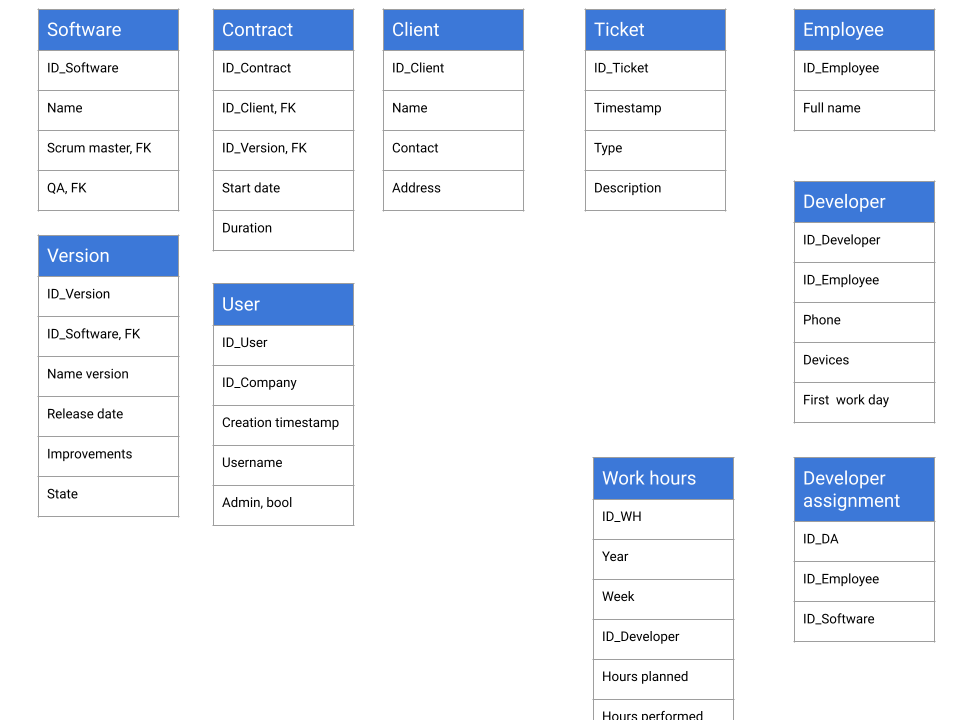 Software
ID_Software
Name
Scrum master, FK
QA, FK
Version
ID_Version
ID_Software, FK
Name version
Release date
Improvements
State
Contract
ID_Contract
ID_Client, FK
ID_Version, FK
Start date
Duration
User
ID_User
ID_Company
Creation timestamp
Username
Admin, bool
Client
ID_Client
Name
Contact
Address
Ticket
ID_Ticket
Timestamp
Type
Description
Work hours
ID_WH
Year
Week
ID_Developer
Hours planned
Hours performed
Employee
ID_Employee
Full name
Developer
ID_Developer
ID_Employee
Phone
Devices
First  work day
Developer
assignment
ID_DA
ID_Employee
ID_Software